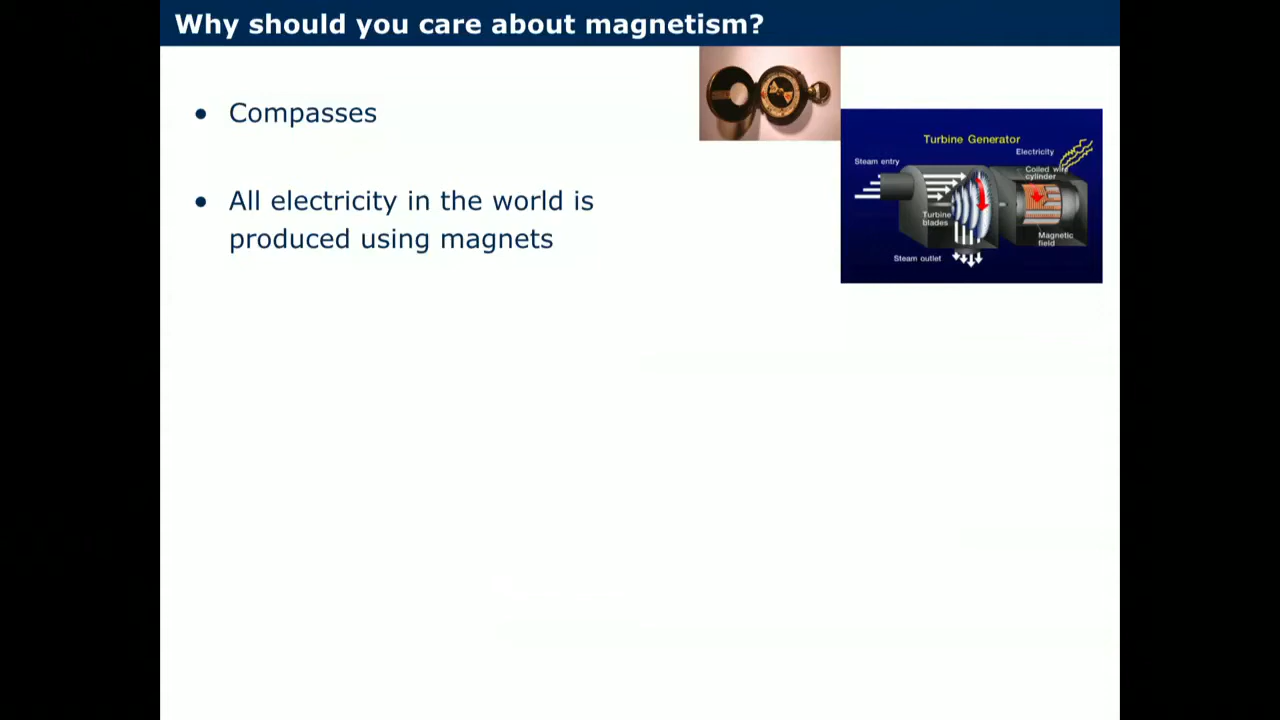 Why should you care about magnetism?
• Compasses
• All electricity in the world is
produced using magnets
Turbine Generator
Electricity
Steam entry
Coiled wire
cylinder
Turbine
blades
Magnetic
field
Steam outlet